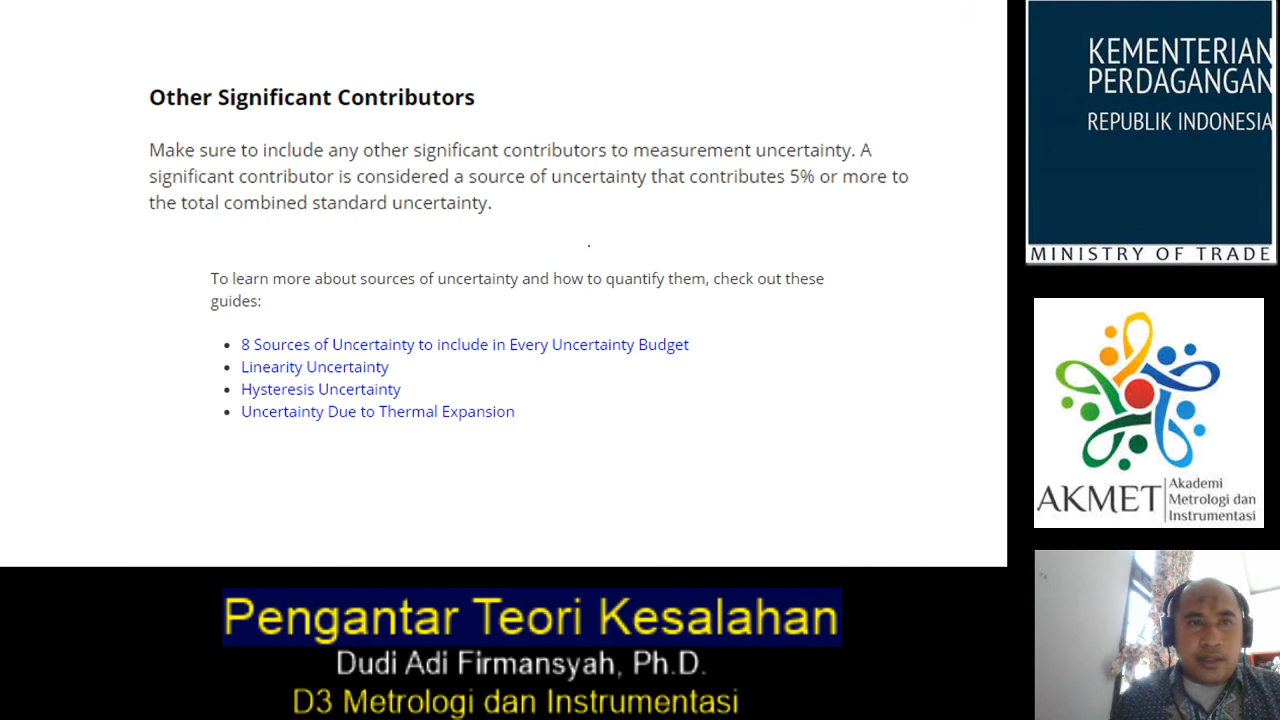 Other Significant Contributors
Make sure to include any other significant contributors to measurement uncertainty. A
significant contributor is considered a source of uncertainty that contributes 5% or more to
the total combined standard uncertainty.
To learn more about sources of uncertainty and how to quantify them, check out these
guides:
8 Sources of Uncertainty to include in Every Uncertainty Budget
Linearity Uncertainty
Hysteresis Uncertainty
Uncertainty Due to Thermal Expansion
KEMENTERIAN
PERDAGANGAN
REPUBLIK INDONESIA
MINISTRY OF TRADE
AKMET
Akademi
Metrologi dan
Instrumentasi
Pengantar Teori Kesalahan
Dudi Adi Firmansyah, Ph.D.
D3 Metrologi dan Instrumentasi